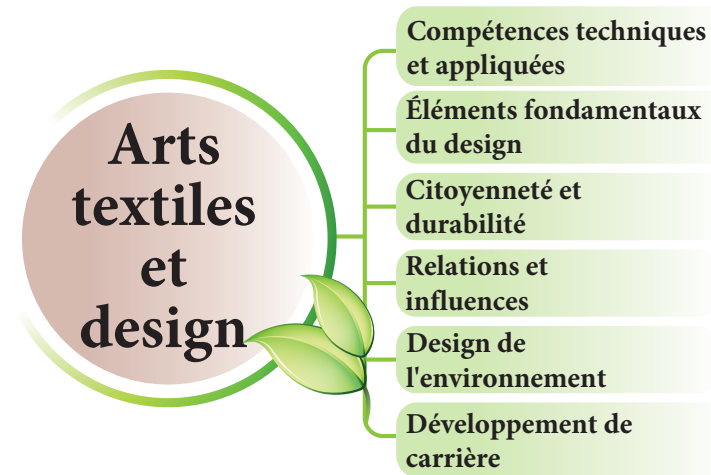 Arts
textiles
et
design
Compétences techniques
et appliquées
Éléments fondamentaux
du design
Citoyenneté et
durabilité
Relations et
influences
Design de
l'environnement
Développement de
carrière